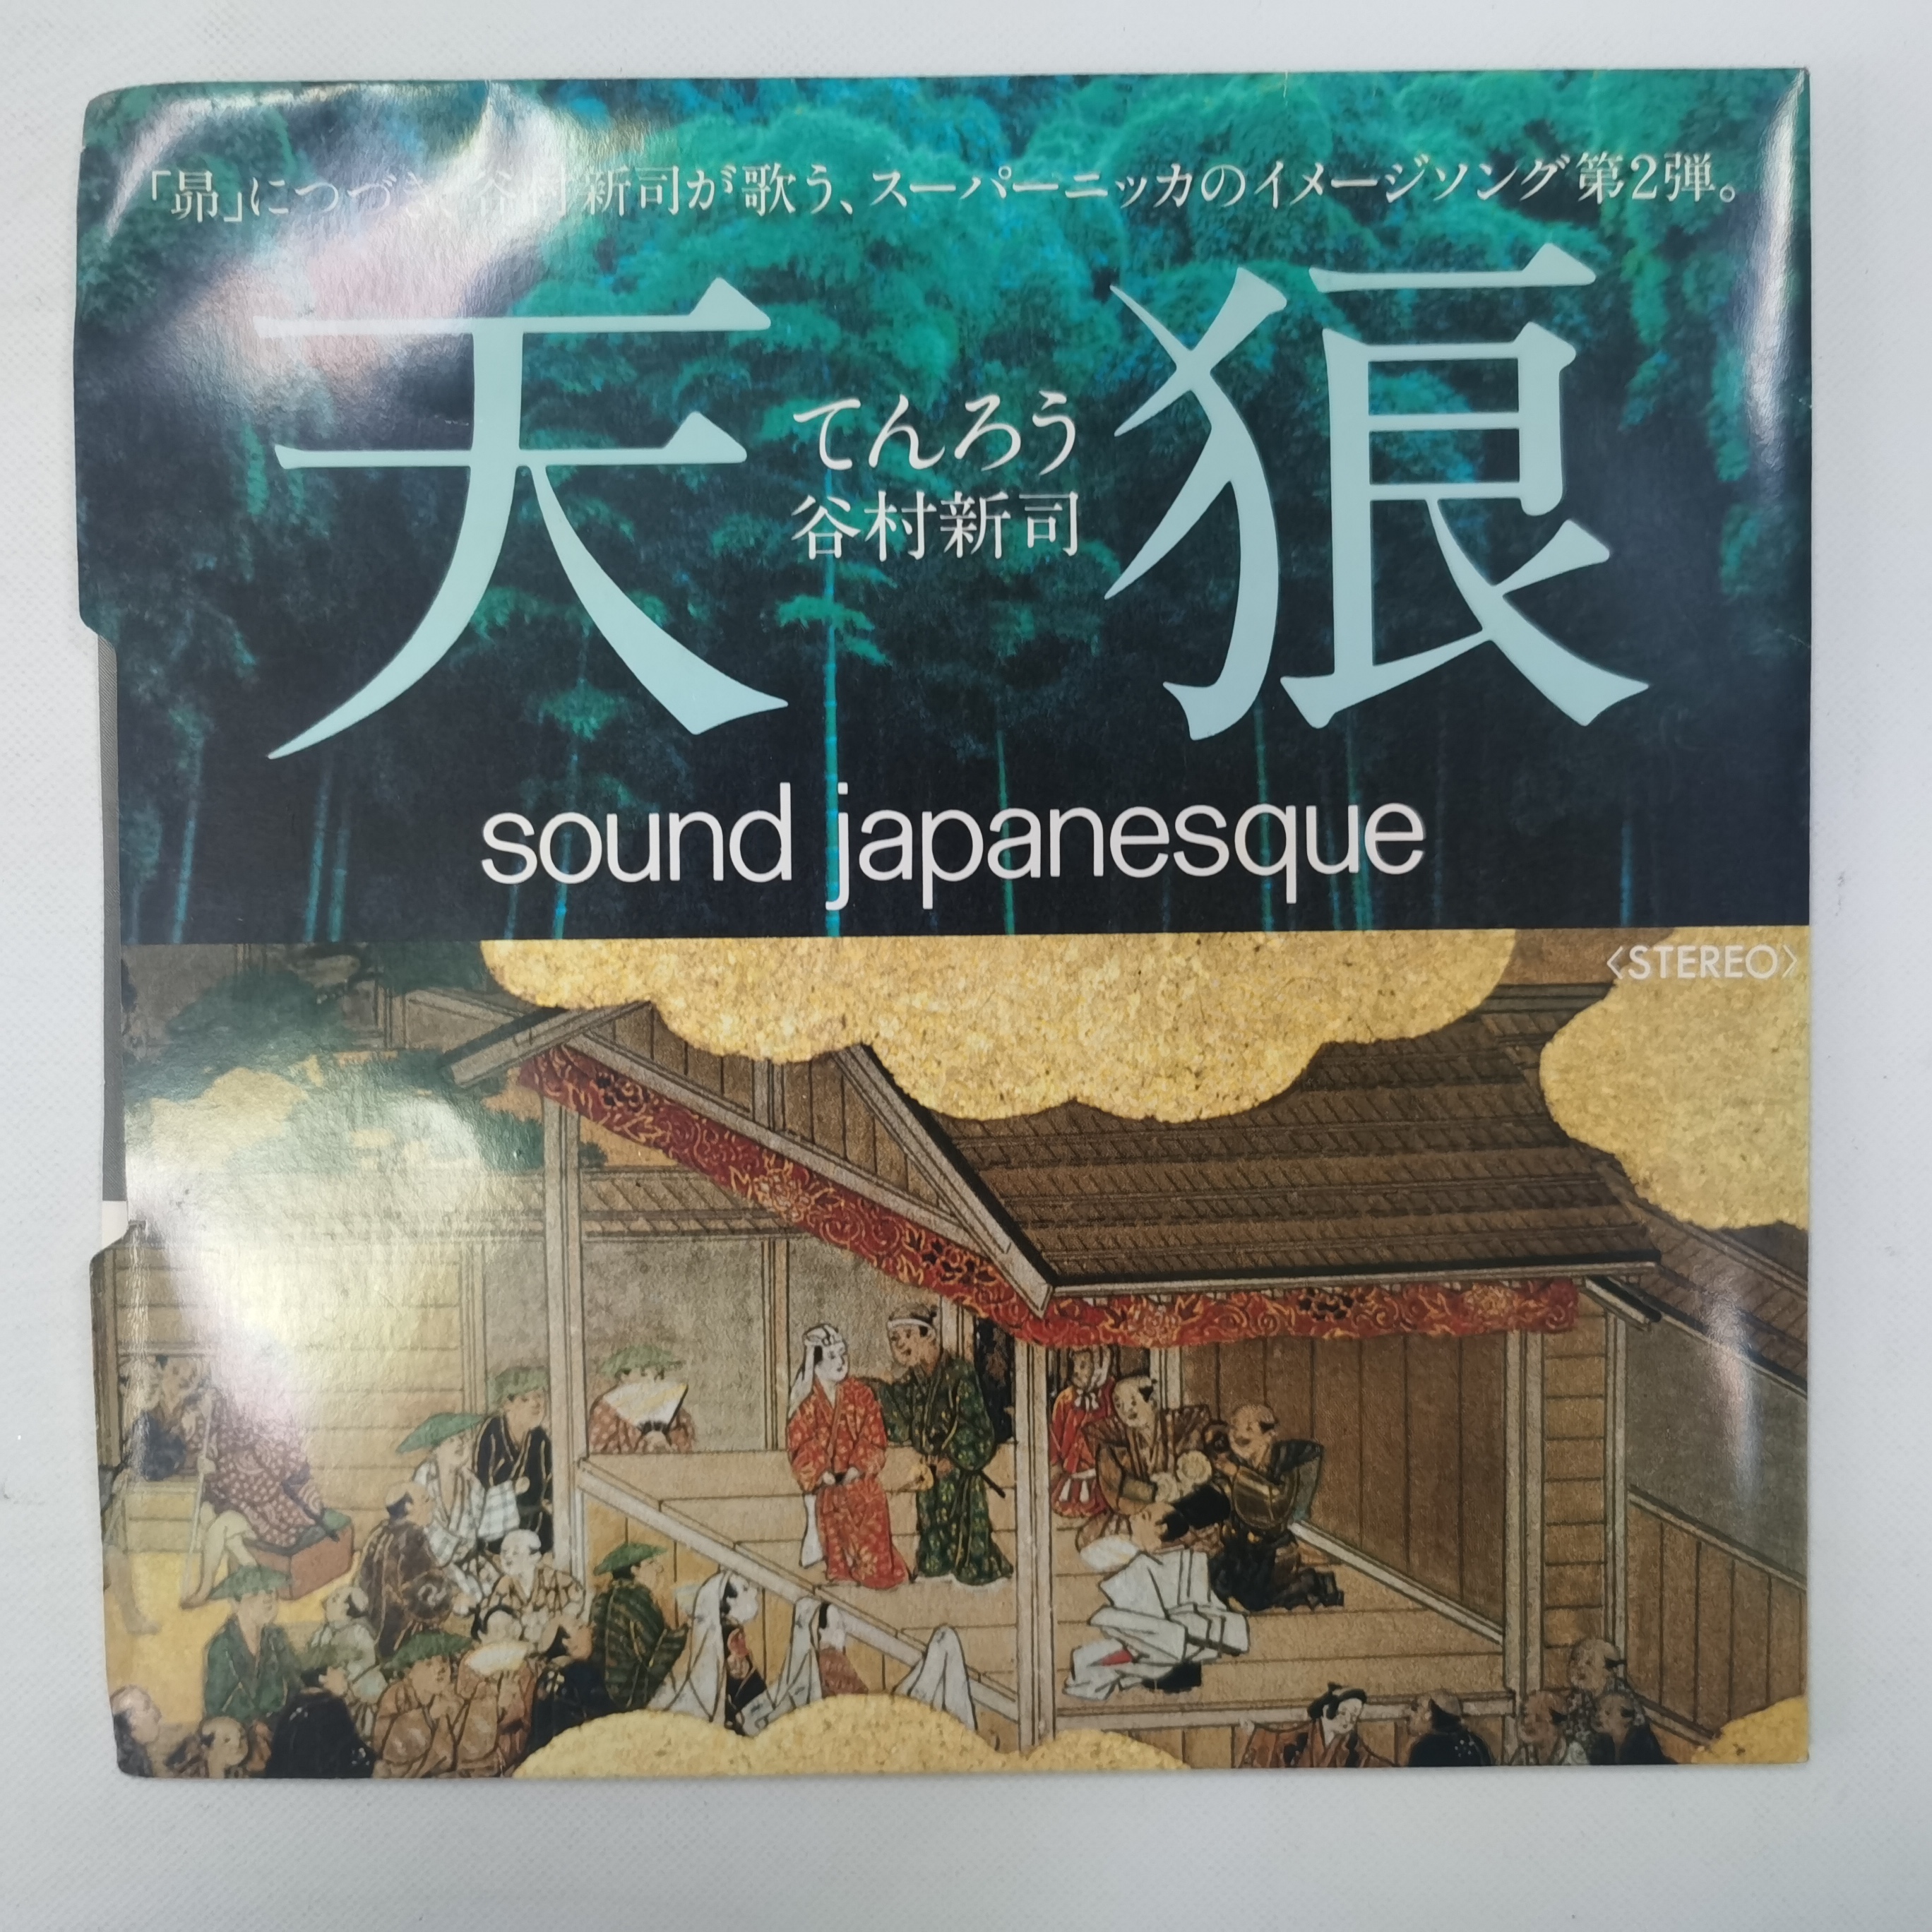 「昴」につづき、谷村新司が歌う、スーパーニッカのイメージソング第2弾。
天狼
てんろう
谷村新司
sound japanesque
〈STEREO〉